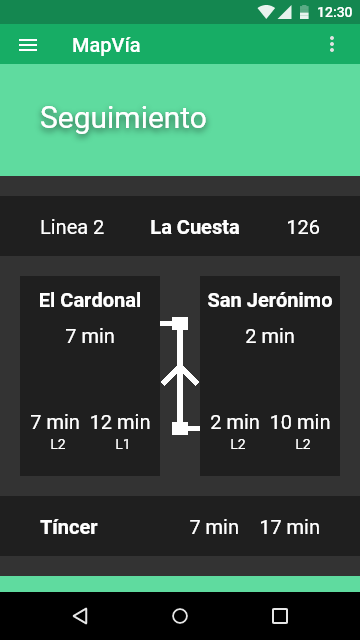 12:30
MapVía
Seguimiento
Linea 2 La Cuesta 126
El Cardonal
7 min
7 min 12 min
L2 L1
San Jerónimo
2 min
2 min 10 min
L2 L2
Tíncer 7 min 17 min